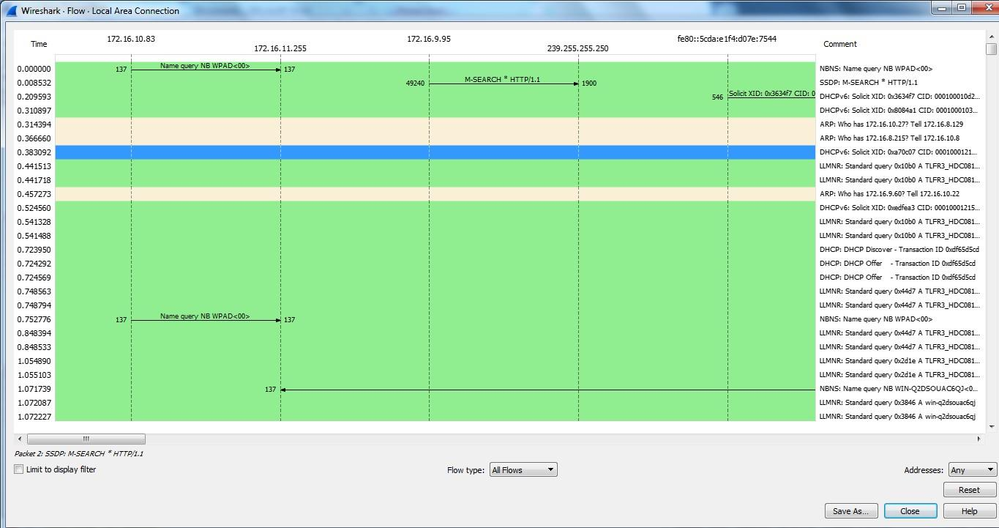 Wireshark · Flow · Local Area Connection
172.16.10.83 172.16.9.95 fe80::5cda:e1f4:d07e:7544
Time 172.16.11.255 239.255.255.250 Comment
0.000000 137 Name query NB WPAD<00> 137 NBNS: Name query NB WPAD<00>
0.008532 49240 M-SEARCH * HTTP/1.1 1900 SSDP: M-SEARCH * HTTP/1.1
0.209593 546 Solicit XID: 0x3634f7 CID: 0 DHCPv6: Solicit XID: 0x3634f7 CID: 000100010d2...
0.310897 DHCPv6: Solicit XID: 0x8084a1 CID: 0001000103...
0.314394 ARP: Who has 172.16.10.27? Tell 172.16.8.129
0.366660 ARP: Who has 172.16.8.215? Tell 172.16.10.8
0.383092 DHCPv6: Solicit XID: 0xa70c07 CID: 0001000121...
0.441513 LLMNR: Standard query 0x10b0 A TLFR3_HDC081...
0.441718 LLMNR: Standard query 0x10b0 A TLFR3_HDC081...
0.457273 ARP: Who has 172.16.9.60? Tell 172.16.10.22
0.524560 DHCPv6: Solicit XID: 0xedfea3 CID: 00010001215...
0.541328 LLMNR: Standard query 0x10b0 A TLFR3_HDC081...
0.541488 LLMNR: Standard query 0x10b0 A TLFR3_HDC081...
0.723950 DHCP: DHCP Discover - Transaction ID 0xdf65d5cd
0.724292 DHCP: DHCP Offer - Transaction ID 0xdf65d5cd
0.724569 DHCP: DHCP Offer - Transaction ID 0xdf65d5cd
0.748563 LLMNR: Standard query 0x44d7 A TLFR3_HDC081...
0.748794 LLMNR: Standard query 0x44d7 A TLFR3_HDC081...
0.752776 137 Name query NB WPAD<00> 137 NBNS: Name query NB WPAD<00>
0.848394 LLMNR: Standard query 0x44d7 A TLFR3_HDC081...
0.848533 LLMNR: Standard query 0x44d7 A TLFR3_HDC081...
1.054890 LLMNR: Standard query 0x2d1e A TLFR3_HDC081...
1.055103 LLMNR: Standard query 0x2d1e A TLFR3_HDC081...
1.071739 137 NBNS: Name query NB WIN-Q2DSOUAC6QJ<0...
1.072087 LLMNR: Standard query 0x3846 A win-q2dsouac6qj
1.072227 LLMNR: Standard query 0x3846 A win-q2dsouac6qj
Packet 2: SSDP: M-SEARCH * HTTP/1.1
Limit to display filter Flow type: All Flows Addresses: Any
Reset
Save As... Close Help